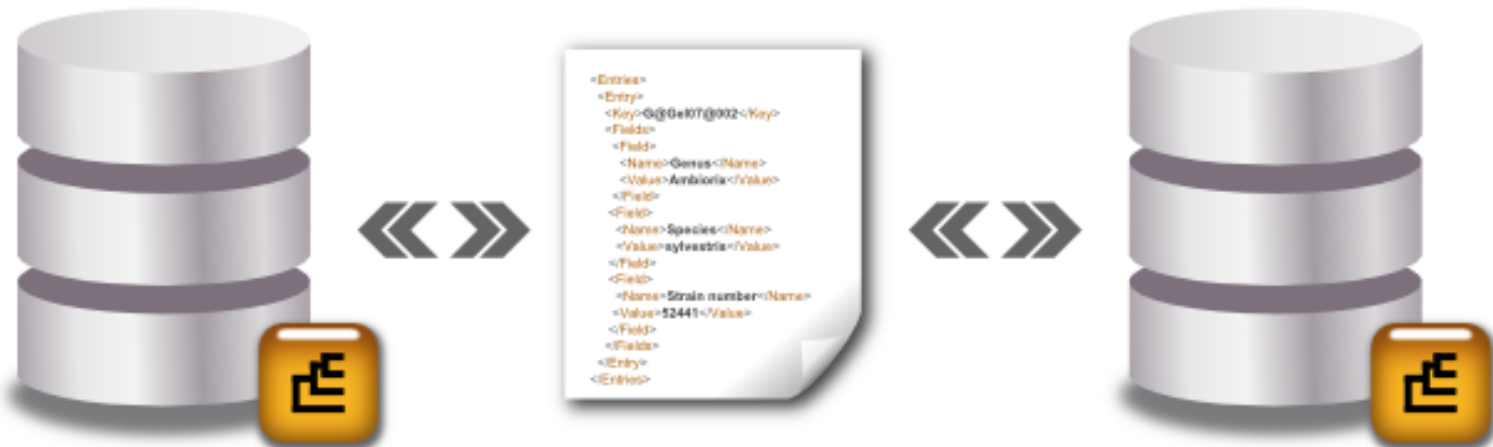 <Entries>
<Entry>
<Key>G@Gel07@002</Key>
<Fields>
<Field>
<Name>Genus</Name>
<Value>Ambiorix</Value>
</Field>
<Field>
<Name>Species</Name>
<Value>sylvestris</Value>
</Field>
<Field>
<Name>Strain number</Name>
<Value>52441</Value>
</Field>
</Fields>
</Entry>
</Entries>